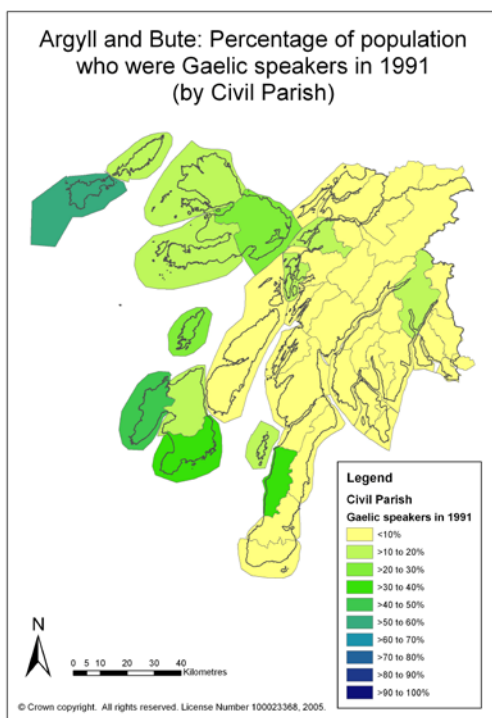 Argyll and Bute: Percentage of population
who were Gaelic speakers in 1991
(by Civil Parish)
Legend
Civil Parish
Gaelic speakers in 1991
<10%
>10 to 20%
>20 to 30%
>30 to 40%
>40 to 50%
>50 to 60%
>60 to 70%
>70 to 80%
>80 to 90%
>90 to 100%
N
0 5 10 20 30 40
Kilometres
© Crown copyright. All rights reserved. License Number 100023368, 2005.